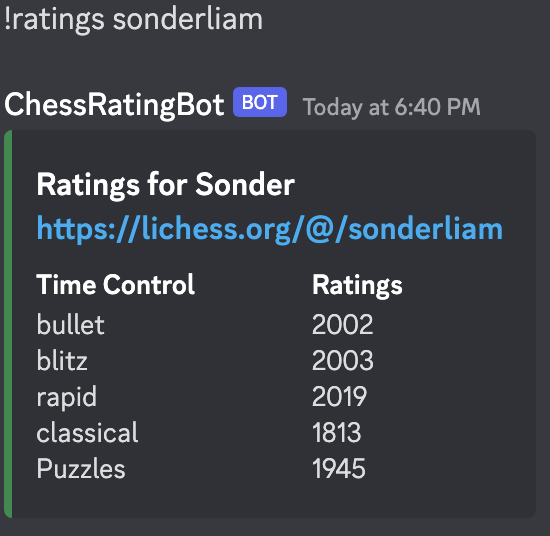 !ratings sonderliam
ChessRatingBot BOT Today at 6:40 PM
Ratings for Sonder
https://lichess.org/@/sonderliam
Time Control Ratings
bullet 2002
blitz 2003
rapid 2019
classical 1813
Puzzles 1945